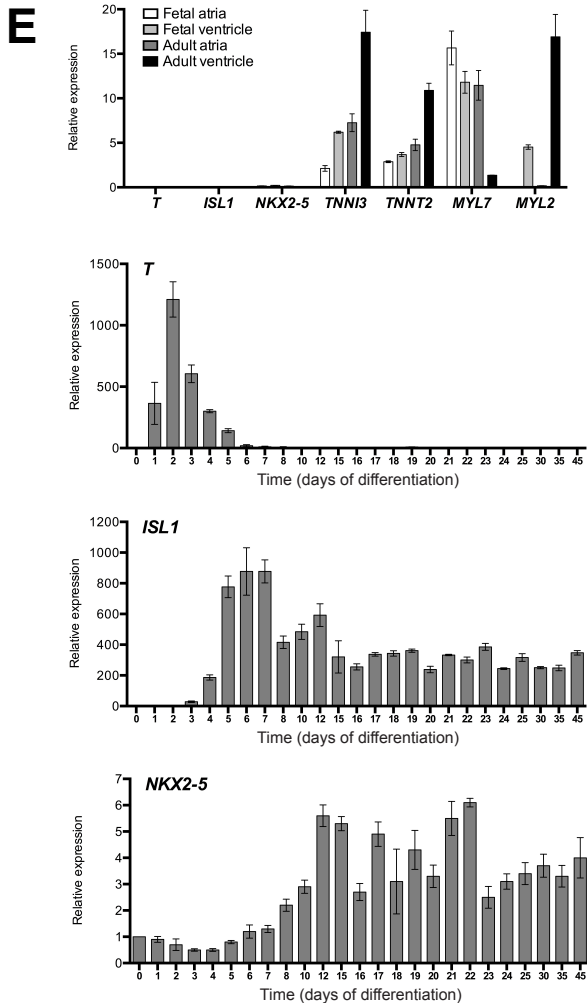 E
Fetal atria
Fetal ventricle
Adult atria
Adult ventricle
Relative expression
20
15
10
5
0
T ISL1 NKX2-5 TNNI3 TNNT2 MYL7 MYL2
T
Relative expression
1500
1000
500
0
0 1 2 3 4 5 6 7 8 10 12 15 16 17 18 19 20 21 22 23 24 25 30 35 45
Time (days of differentiation)
ISL1
Relative expression
1200
1000
800
600
400
200
0
0 1 2 3 4 5 6 7 8 10 12 15 16 17 18 19 20 21 22 23 24 25 30 35 45
Time (days of differentiation)
NKX2-5
Relative expression
7
6
5
4
3
2
1
0
0 1 2 3 4 5 6 7 8 10 12 15 16 17 18 19 20 21 22 23 24 25 30 35 45
Time (days of differentiation)